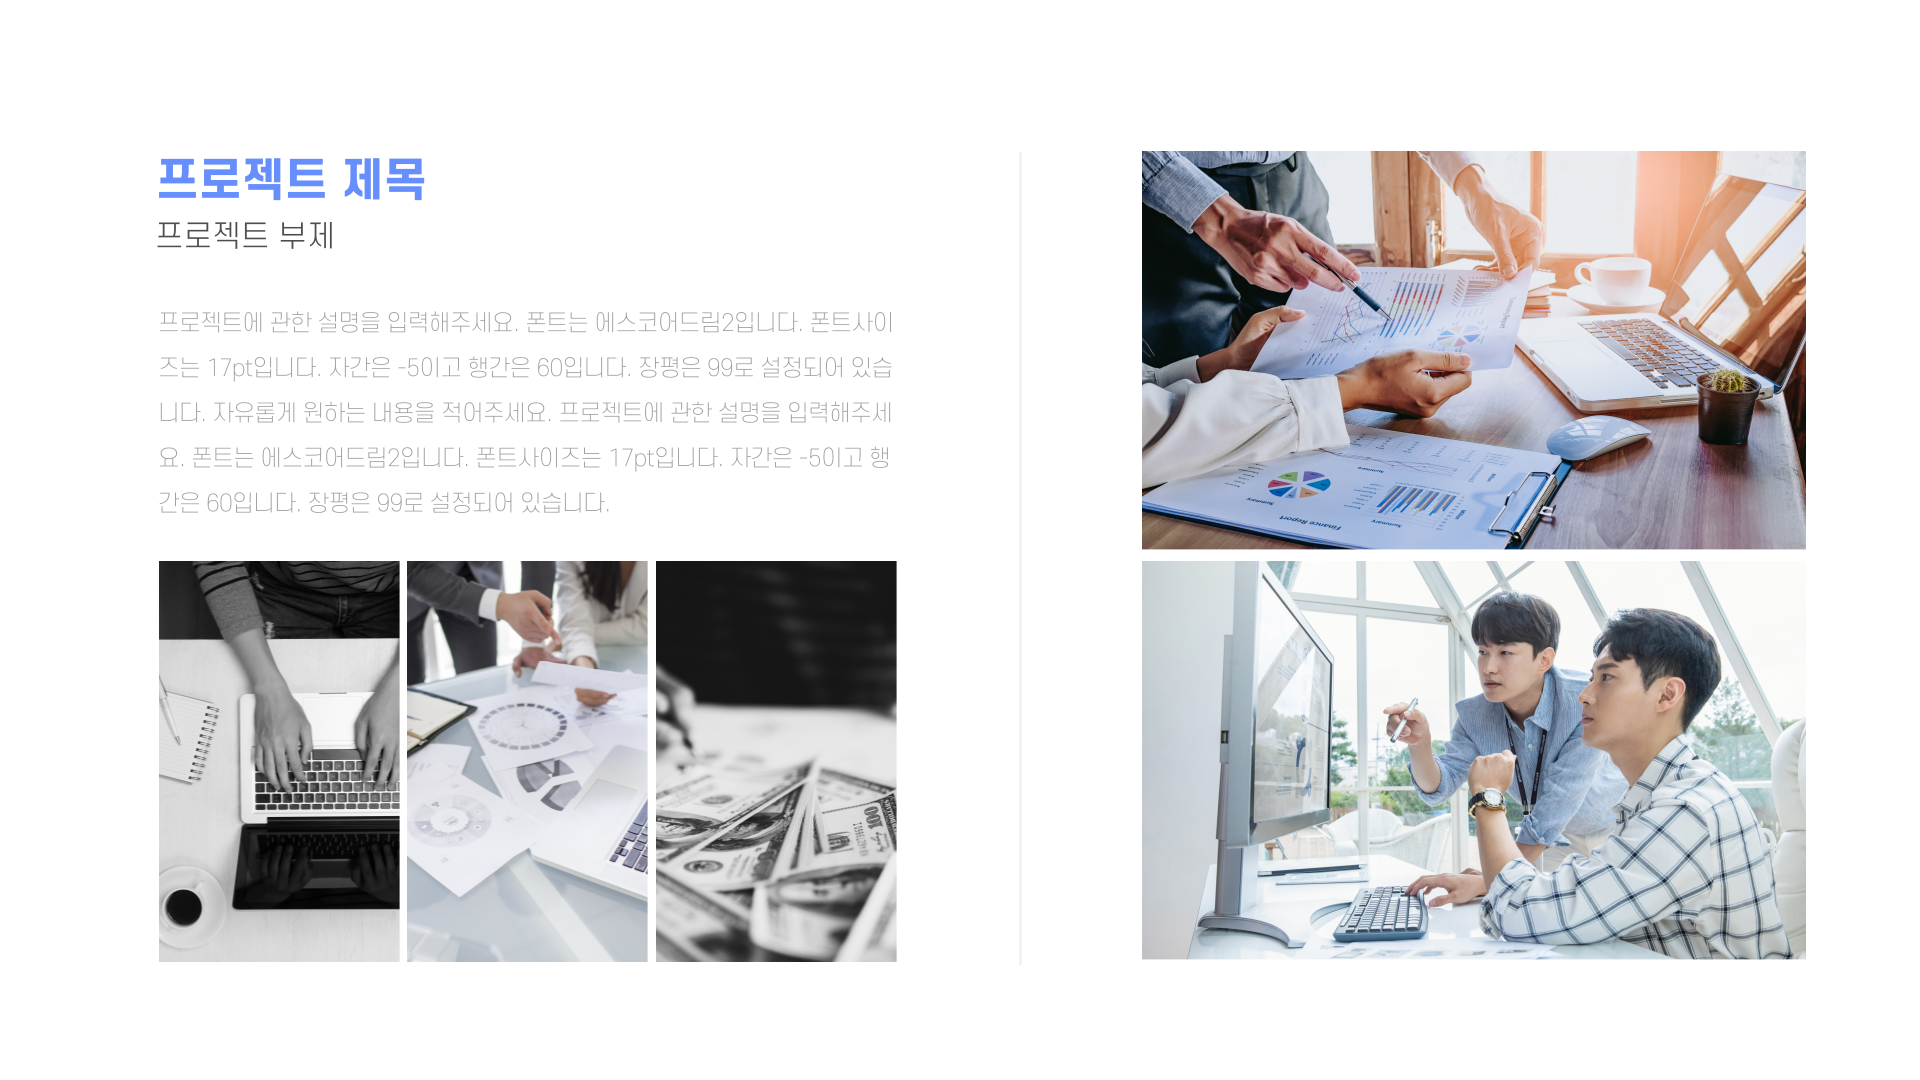 프로젝트 제목
프로젝트 부제
프로젝트에 관한 설명을 입력해주세요. 폰트는 에스코어드림2입니다. 폰트사이
즈는 17pt입니다. 자간은 -5이고 행간은 60입니다. 장평은 99로 설정되어 있습
니다. 자유롭게 원하는 내용을 적어주세요. 프로젝트에 관한 설명을 입력해주세
요. 폰트는 에스코어드림2입니다. 폰트사이즈는 17pt입니다. 자간은 -5이고 행
간은 60입니다. 장평은 99로 설정되어 있습니다.
Summary
Summary
Summary
Finance Report
100